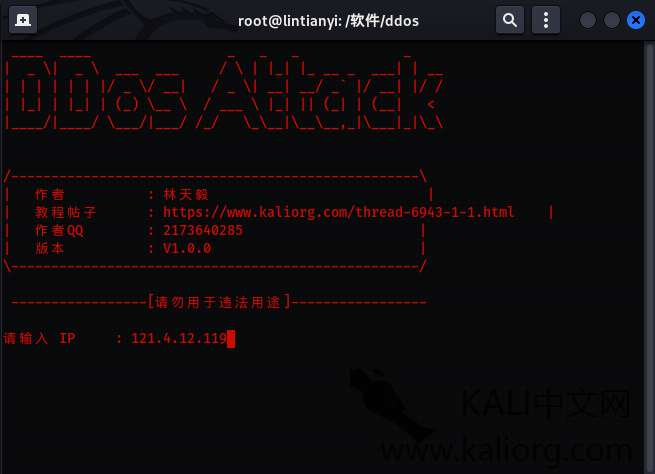 root@lintianyi: /软件/ddos
DDos Attack
作者 : 林天毅
教程帖子 : https://www.kaliorg.com/thread-6943-1-1.html
作者QQ : 2173640285
版本 : V1.0.0
-----------------[请勿用于违法用途]-----------------
请输入 IP : 121.4.12.119
KALI中文网
www.kaliorg.com